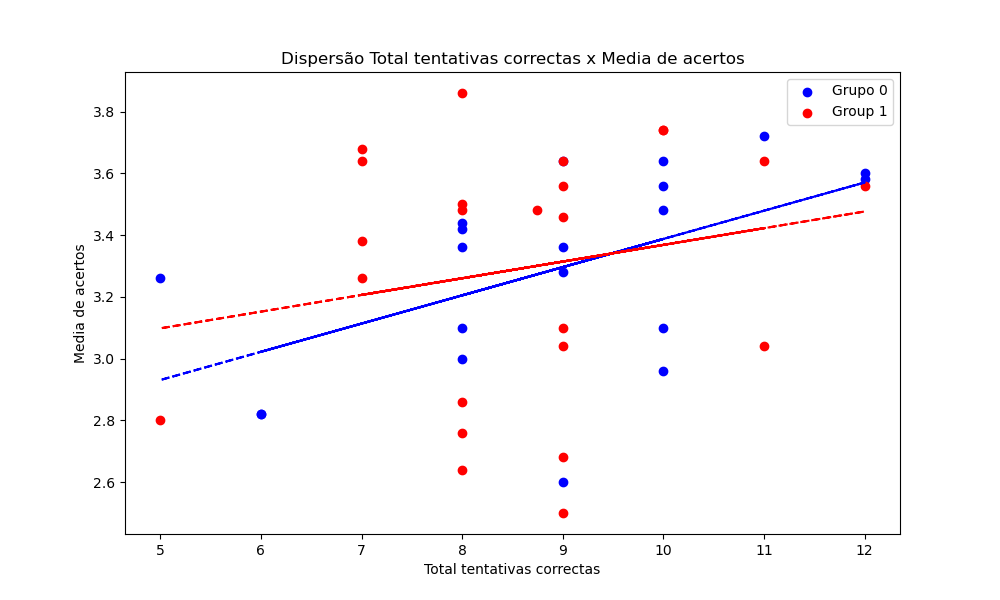 Dispersão Total tentativas correctas x Media de acertos
Grupo 0
Group 1
3.8
3.6
3.4
3.2
3.0
2.8
2.6
Media de acertos
5 6 7 8 9 10 11 12
Total tentativas correctas